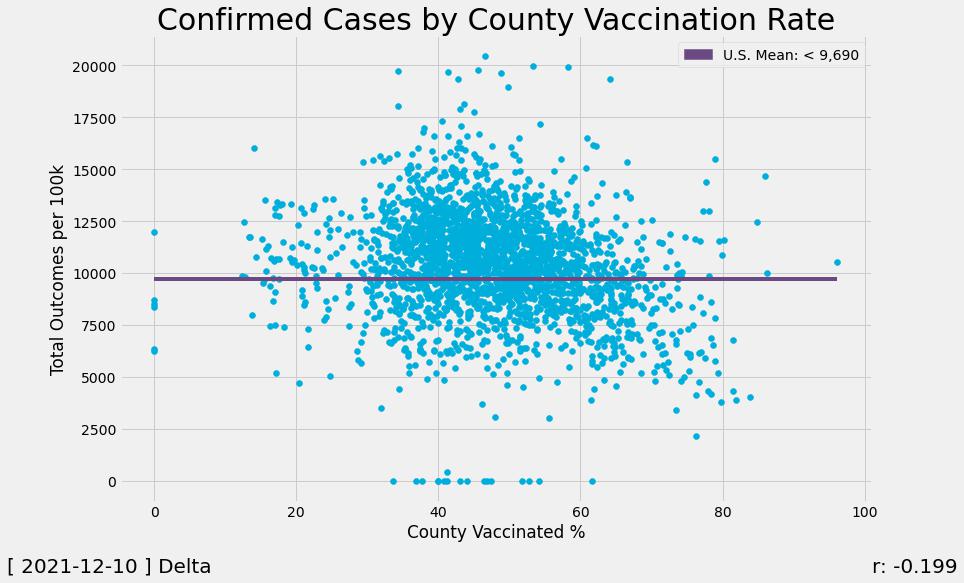 Confirmed Cases by County Vaccination Rate
U.S. Mean: < 9,690
Total Outcomes per 100k
20000
17500
15000
12500
10000
7500
5000
2500
0
0 20 40 60 80 100
County Vaccinated %
[ 2021-12-10 ] Delta
r: -0.199